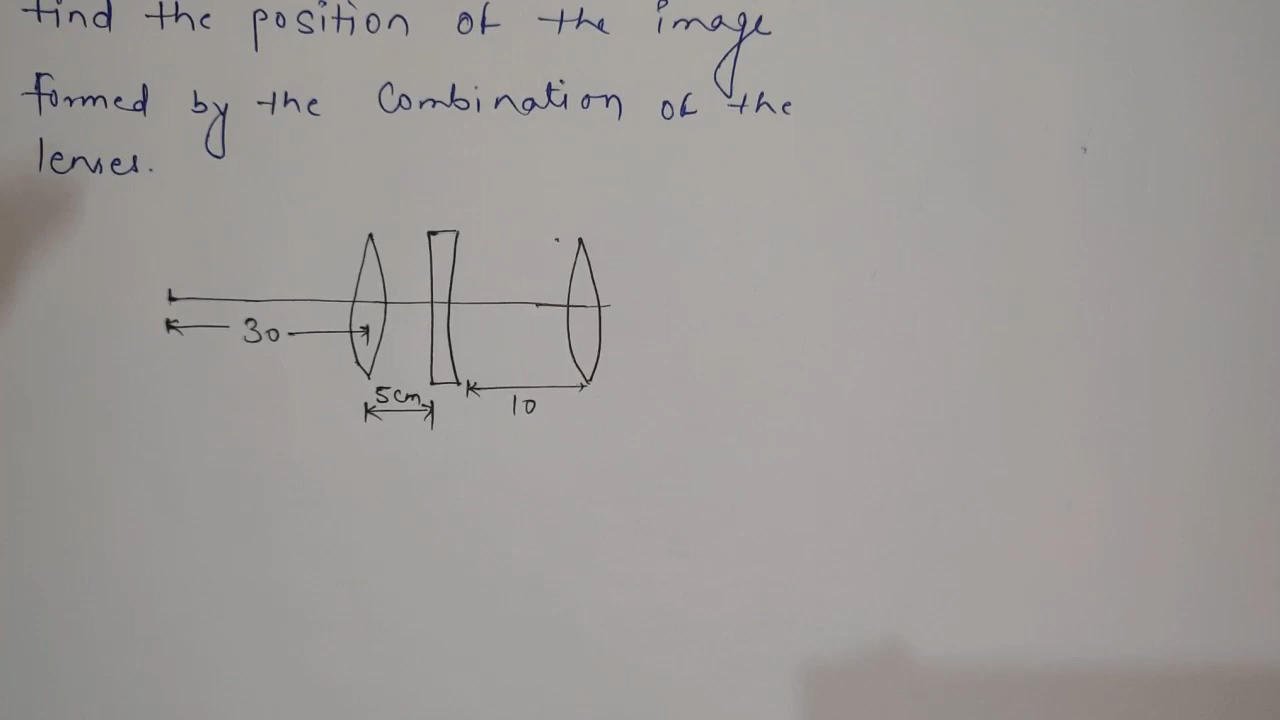 find the position of the image
formed by the Combination of the
lenses.
30
5cm
10